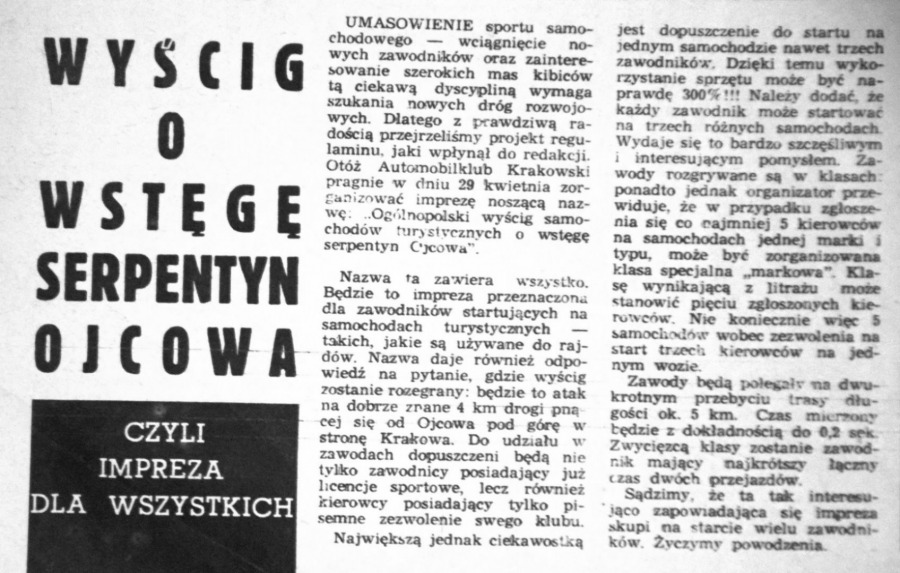 WYŚCIG
O
WSTĘGĘ
SERPENTYN
OJCOWA
CZYLI
IMPREZA
DLA WSZYSTKICH
UMASOWIENIE sportu samo-
chodowego — wciągnięcie no-
wych zawodników oraz zaintere-
sowanie szerokich mas kibiców
tą ciekawą dyscypliną wymaga
szukania nowych dróg rozwojo-
wych. Dlatego z prawdziwą ra-
dością przejrzeliśmy projekt regu-
laminu, jaki wpłynął do redakcji.
Otóż Automobilklub Krakowski
pragnie w dniu 29 kwietnia zor-
ganizować imprezę noszącą naz-
wę: „Ogólnopolski wyścig samo-
chodów turystycznych o wstęgę
serpentyn Ojcowa".
Nazwa ta zawiera wszystko.
Będzie to impreza przeznaczona
dla zawodników startujących na
samochodach turystycznych —
takich, jakie są używane do raj-
dów. Nazwa daje również odpo-
wiedź na pytanie, gdzie wyścig
zostanie rozegrany: będzie to atak
na dobrze znane 4 km drogi pną
cej się od Ojcowa pod górę w
stronę Krakowa. Do udziału w
zawodach dopuszczeni będą nie
tylko zawodnicy posiadający już
licencje sportowe, lecz również
kierowcy posiadający tylko pi-
semne zezwolenie swego klubu.
Największą jednak ciekawostką
jest dopuszczenie do startu na
jednym samochodzie nawet trzech
zawodników. Dzięki temu wyko-
rzystanie sprzętu może być na-
prawdę 300%!!! Należy dodać, że
każdy zawodnik może startować
na trzech różnych samochodach.
Wydaje się to bardzo szczęśliwym
i interesującym pomysłem. Za-
wody rozgrywane są w klasach:
ponadto jednak organizator prze-
widuje, że w przypadku zgłosze-
nia się co najmniej 5 kierowców
na samochodach jednej marki i
typu, może być zorganizowana
klasa specjalna „markowa". Kla-
sę wynikającą z litrażu może
stanowić pięciu zgłoszonych kie-
rowców. Nie koniecznie więc 5
samochodów wobec zezwolenia na
start trzech kierowców na jed-
nym wozie.
Zawody będą polegały na dwu-
krotnym przebyciu trasy dłu-
gości ok. 5 km. Czas mierzony
będzie z dokładnością do 0,2 sek.
Zwycięzcą klasy zostanie zawod-
nik mający najkrótszy łączny
czas dwóch przejazdów.
Sądzimy, że ta tak interesu-
jąco zapowiadająca się impreza
skupi na starcie wielu zawodni-
ków. Życzymy powodzenia.